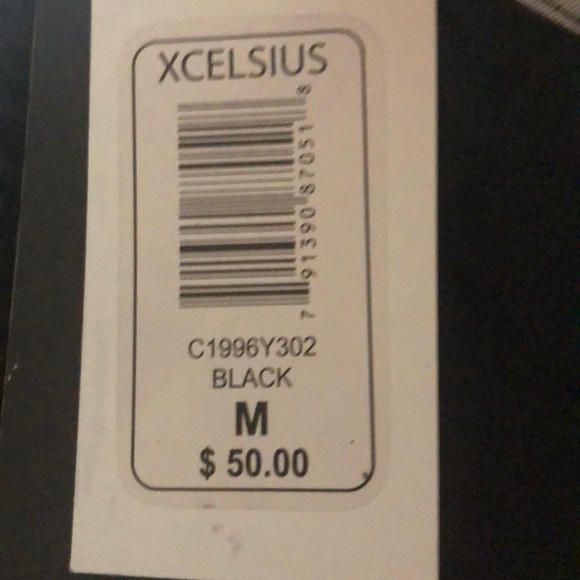 XCELSIUS
7 91390 87051 8
C1996Y302
BLACK
M
$ 50.00